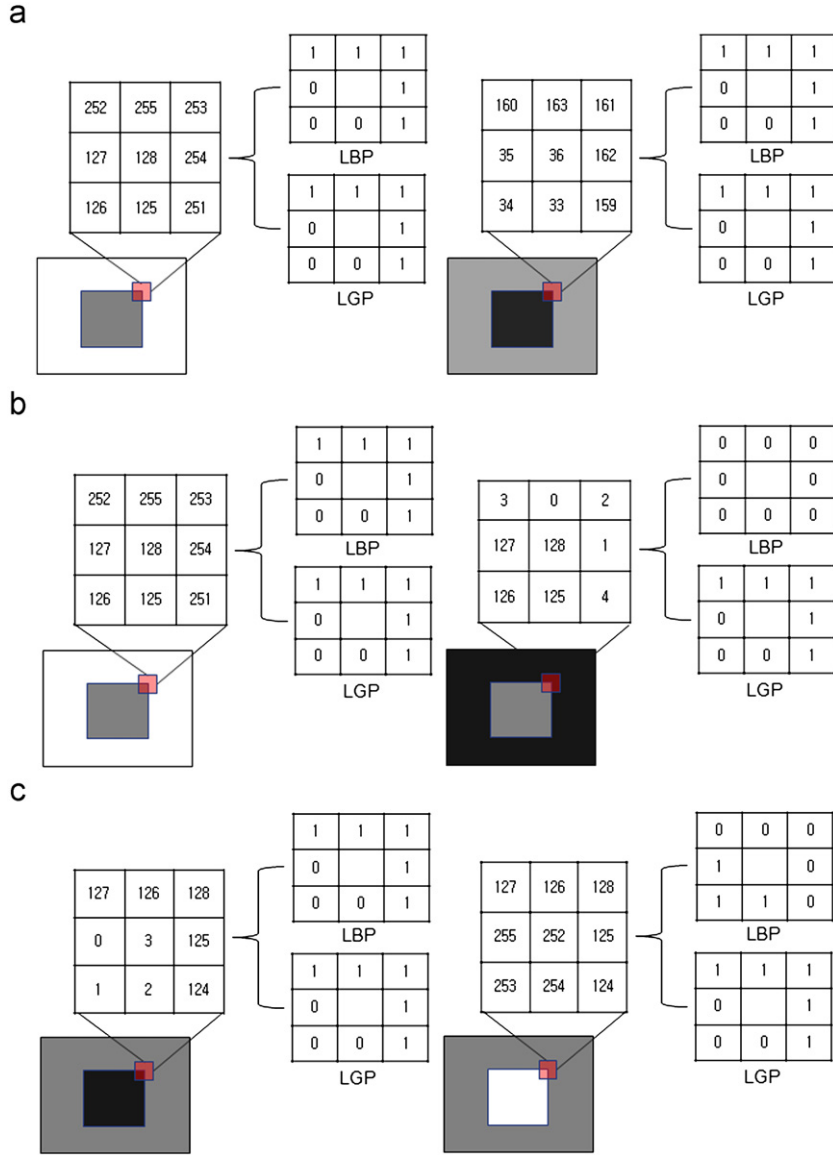 a
252 255 253
127 128 254
126 125 251
1 1 1
0 1
0 0 1
LBP
1 1 1
0 1
0 0 1
LGP
160 163 161
35 36 162
34 33 159
1 1 1
0 1
0 0 1
LBP
1 1 1
0 1
0 0 1
LGP
b
252 255 253
127 128 254
126 125 251
1 1 1
0 1
0 0 1
LBP
1 1 1
0 1
0 0 1
LGP
3 0 2
127 128 1
126 125 4
0 0 0
0 0
0 0 0
LBP
1 1 1
0 1
0 0 1
LGP
c
127 126 128
0 3 125
1 2 124
1 1 1
0 1
0 0 1
LBP
1 1 1
0 1
0 0 1
LGP
127 126 128
255 252 125
253 254 124
0 0 0
1 0
1 1 0
LBP
1 1 1
0 1
0 0 1
LGP